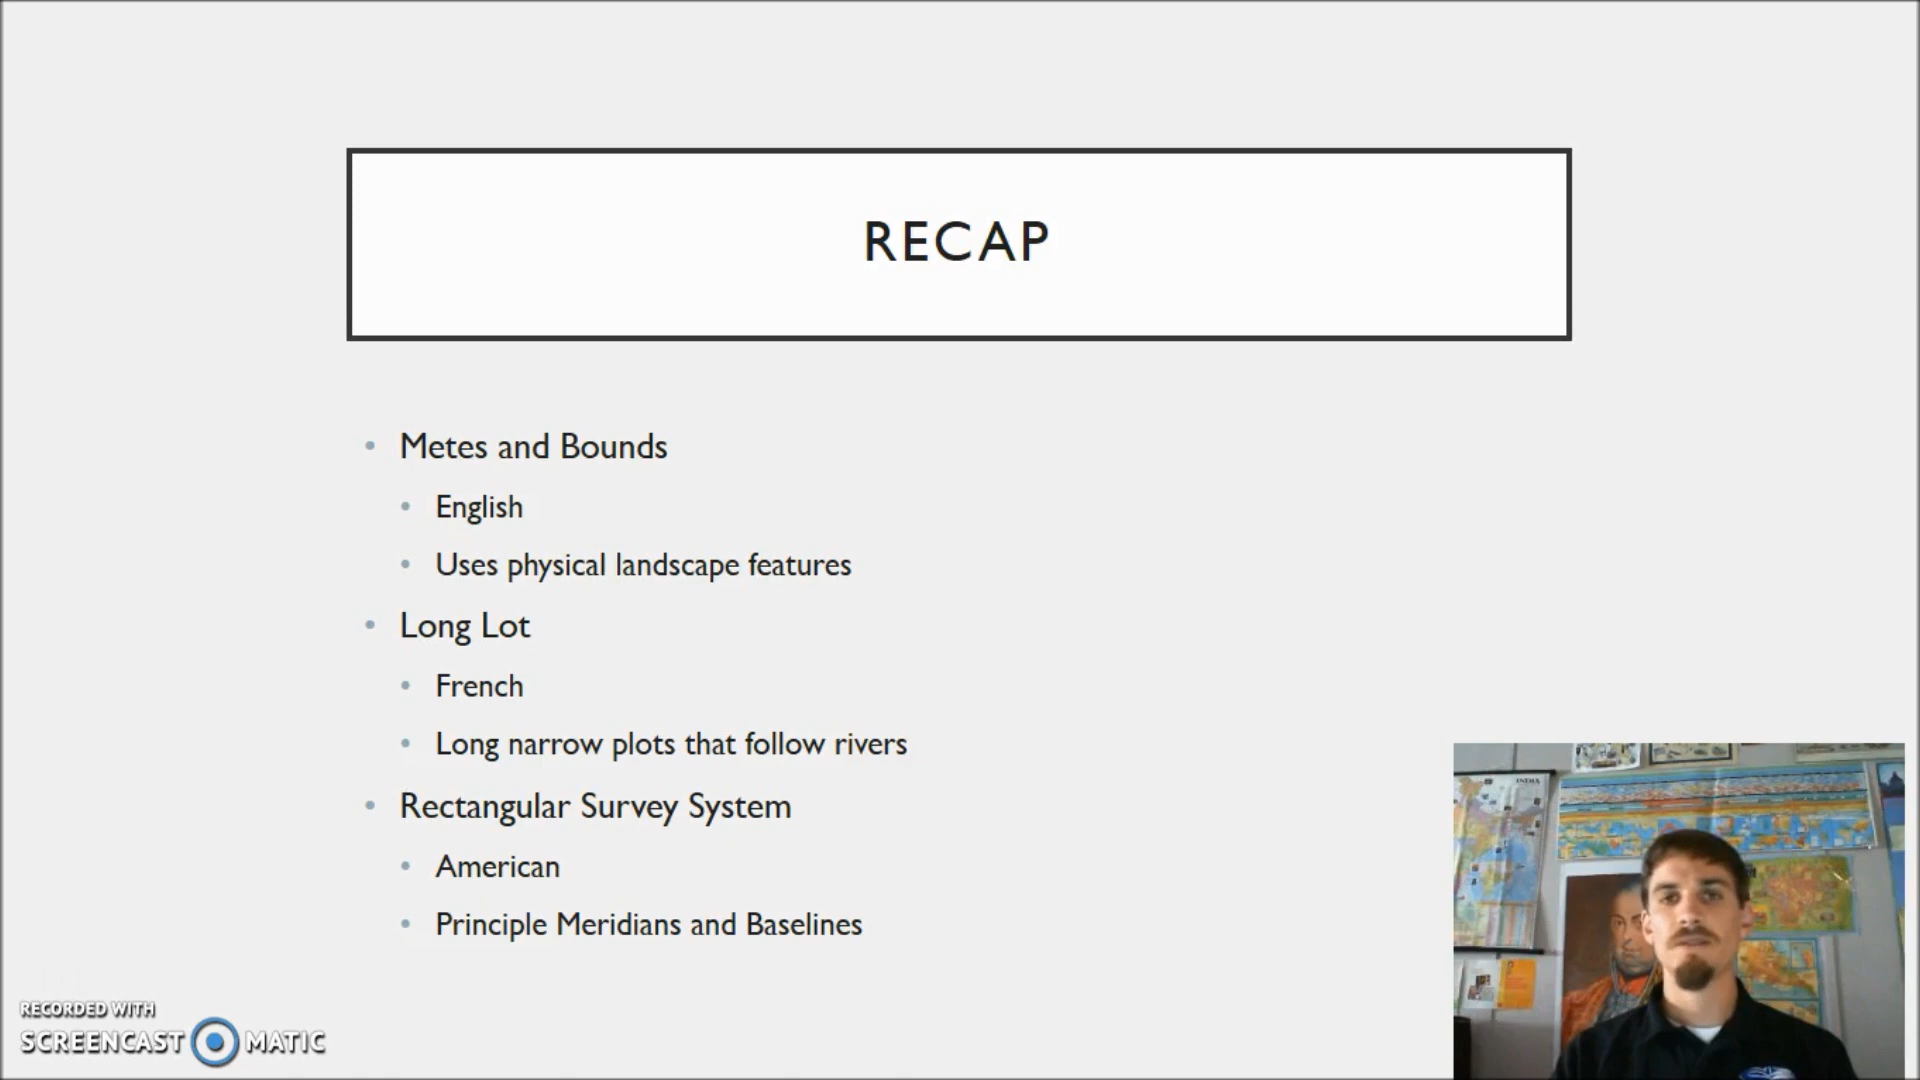 RECAP
• Metes and Bounds
• English
• Uses physical landscape features
• Long Lot
• French
• Long narrow plots that follow rivers
• Rectangular Survey System
• American
• Principle Meridians and Baselines
INDIA
RECORDED WITH
SCREENCAST MATIC